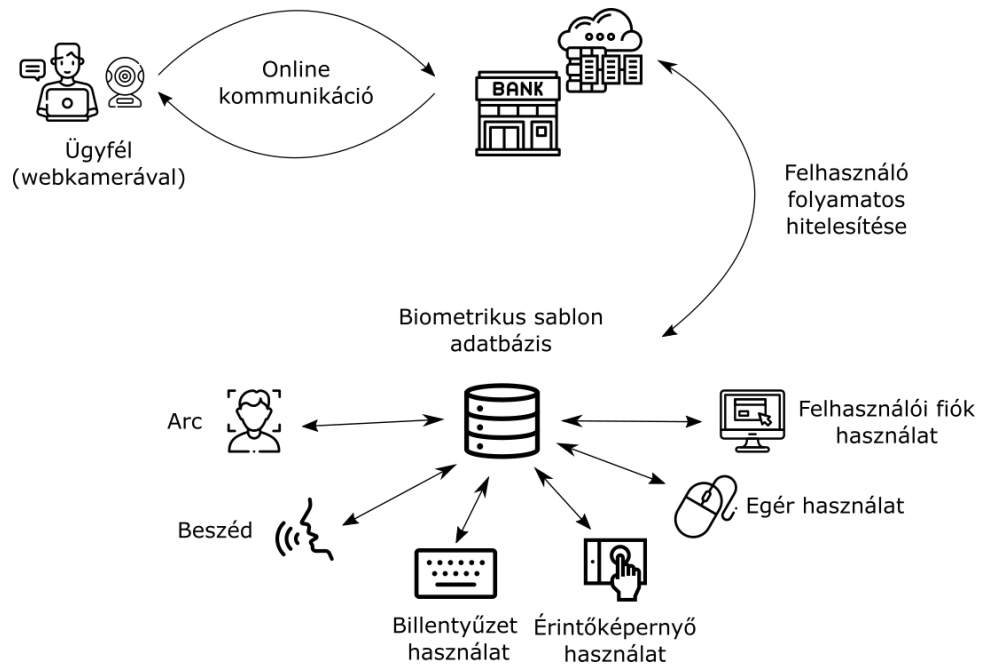 Online
kommunikáció
BANK
Ügyfél
(webkamerával)
Felhasználó
folyamatos
hitelesítése
Biometrikus sablon
adatbázis
Arc
Felhasználói fiók
használat
Beszéd
Egér használat
Billentyűzet
használat
Érintőképernyő
használat